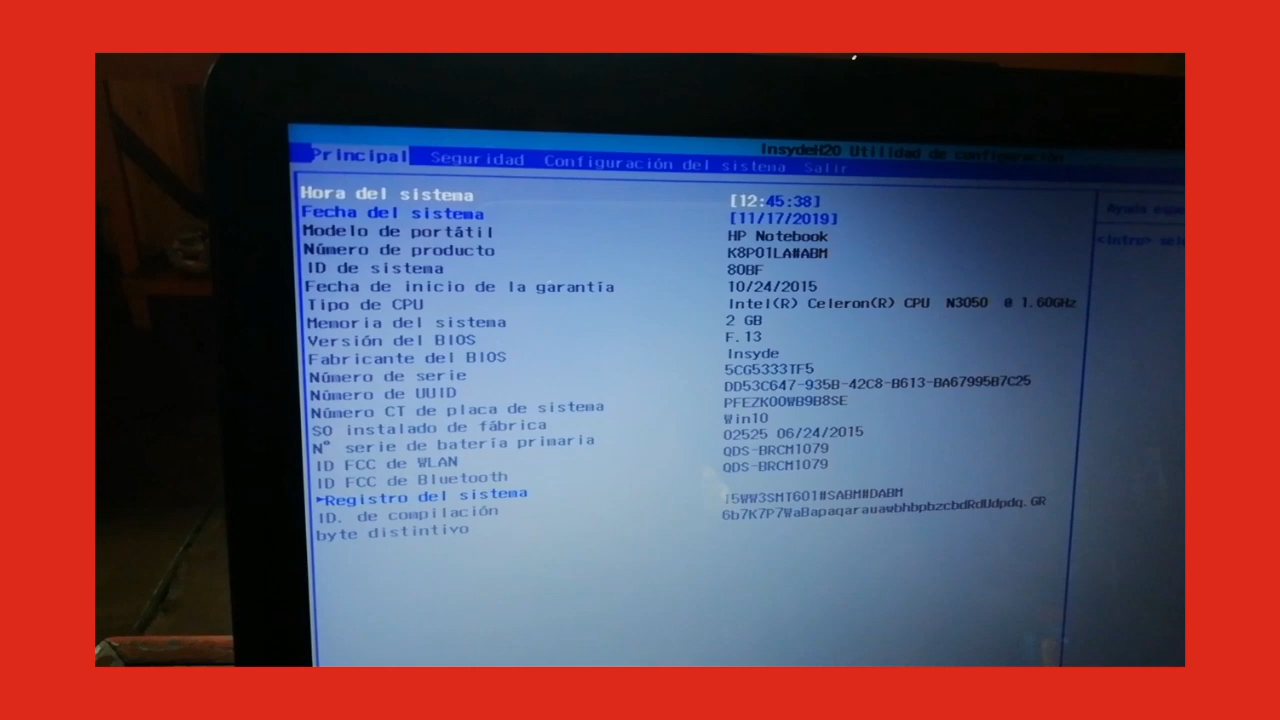 InsydeH20 Utilidad de configuración
Principal Seguridad Configuración del sistema Salir
Hora del sistema [12:45:38]
Fecha del sistema [11/17/2019]
Modelo de portátil HP Notebook
Número de producto K8P01LA#ABM
ID de sistema 80BF
Fecha de inicio de la garantía 10/24/2015
Tipo de CPU Intel(R) Celeron(R) CPU N3050 @ 1.60GHz
Memoria del sistema 2 GB
Versión del BIOS F.13
Fabricante del BIOS Insyde
Número de serie 5CG5333TF5
Número de UUID DD53C647-935B-42C8-B613-BA67995B7C25
Número CT de placa de sistema PFEZK00WB9B8SE
SO instalado de fábrica Win10
N° serie de batería primaria 02525 06/24/2015
ID FCC de WLAN QDS-BRCM1079
ID FCC de Bluetooth QDS-BRCM1079
►Registro del sistema
ID. de compilación 15WW3SMT601#SABM#DABM
byte distintivo 6b7K7P7WaBapaqarauawbhbpbzcbdRdUdpdq.GR
Ayuda
<Intro>